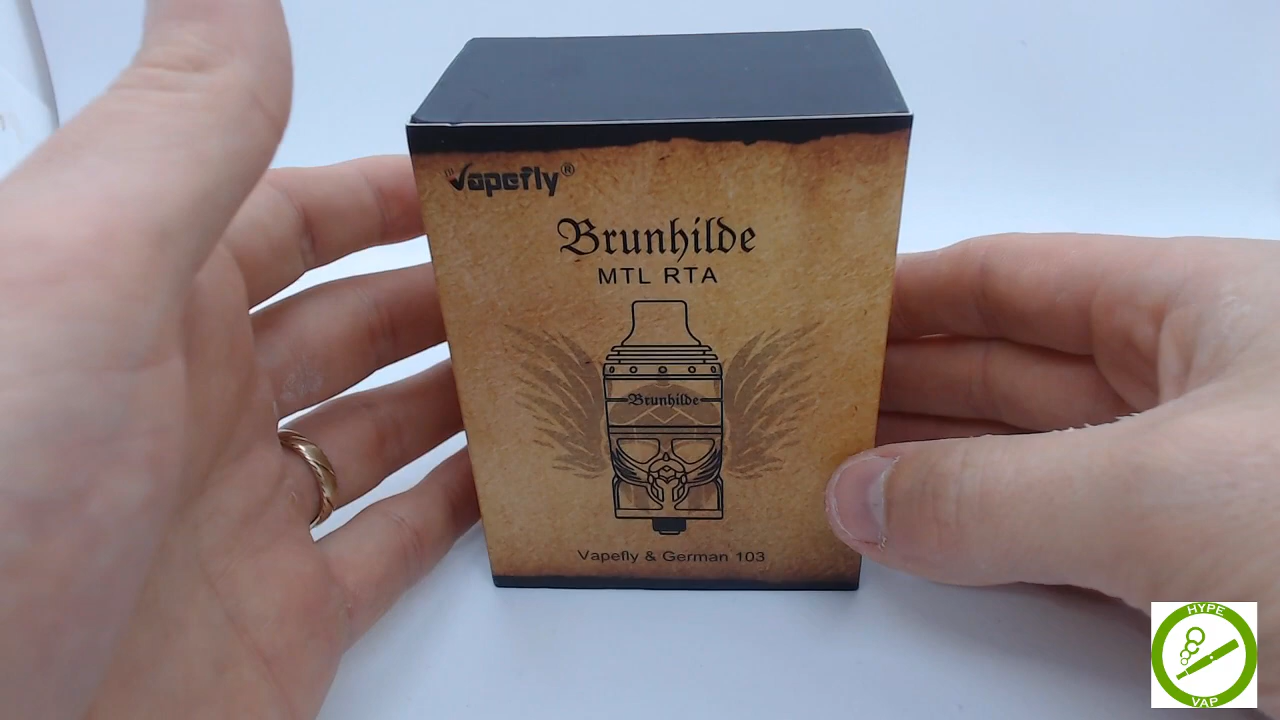 Vapefly®
Brunhilde
MTL RTA
Brunhilde
Vapefly & German 103
HYPE
VAP